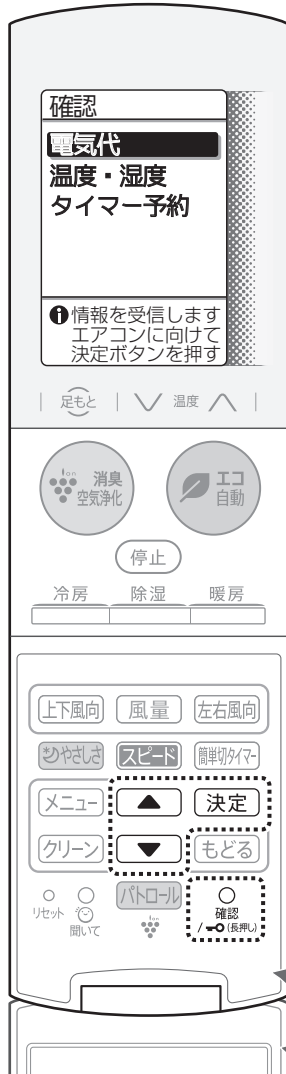 確認
電気代
温度・湿度
タイマー予約
情報を受信します
エアコンに向けて
決定ボタンを押す
足もと 温度
Ion 消臭 空気浄化
エコ 自動
停止
冷房 除湿 暖房
上下風向 風量 左右風向
やさしさ スピード 簡単切タイマー
メニュー ▲ 決定
クリーン ▼ もどる
リセット 聞いて パトロール 確認
Ion / (長押し)